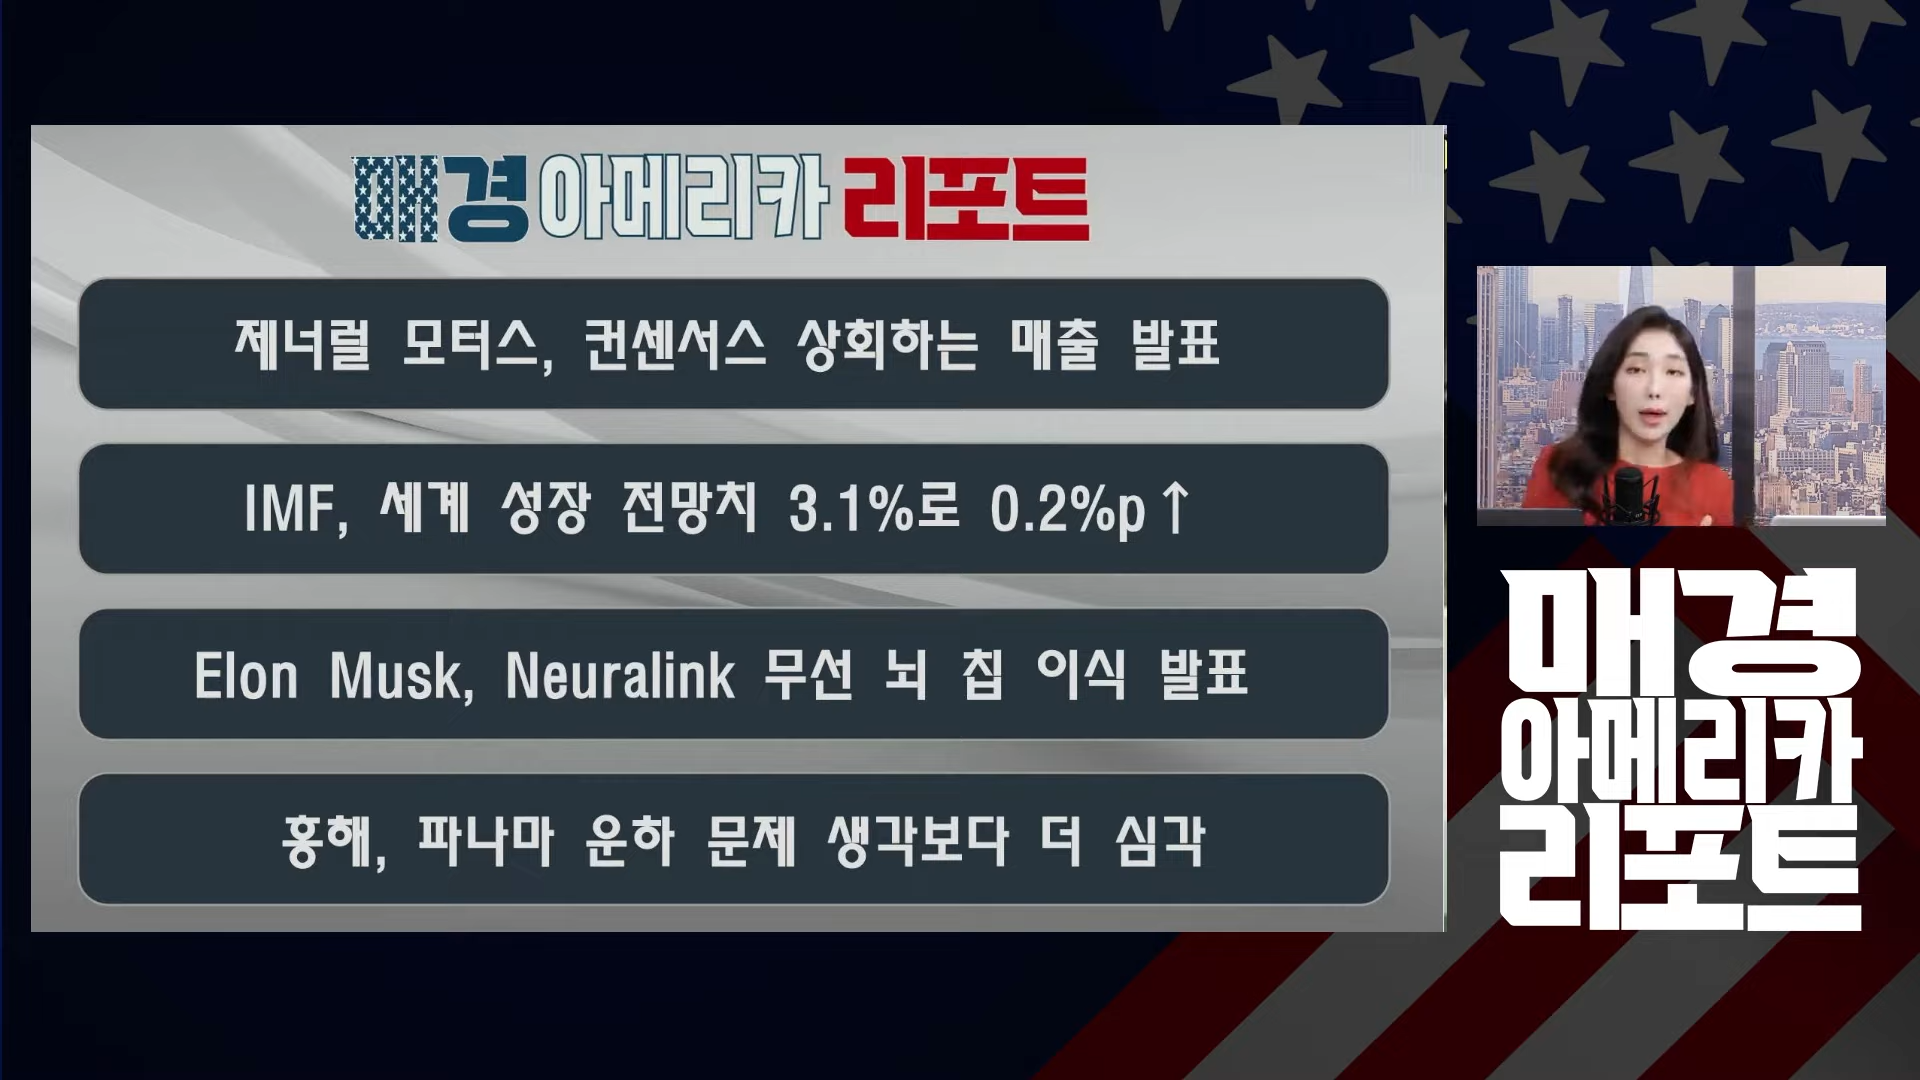 매경 아메리카 리포트
제너럴 모터스, 컨센서스 상회하는 매출 발표
IMF, 세계 성장 전망치 3.1%로 0.2%p↑
Elon Musk, Neuralink 무선 뇌 칩 이식 발표
홍해, 파나마 운하 문제 생각보다 더 심각
매경
아메리카
리포트